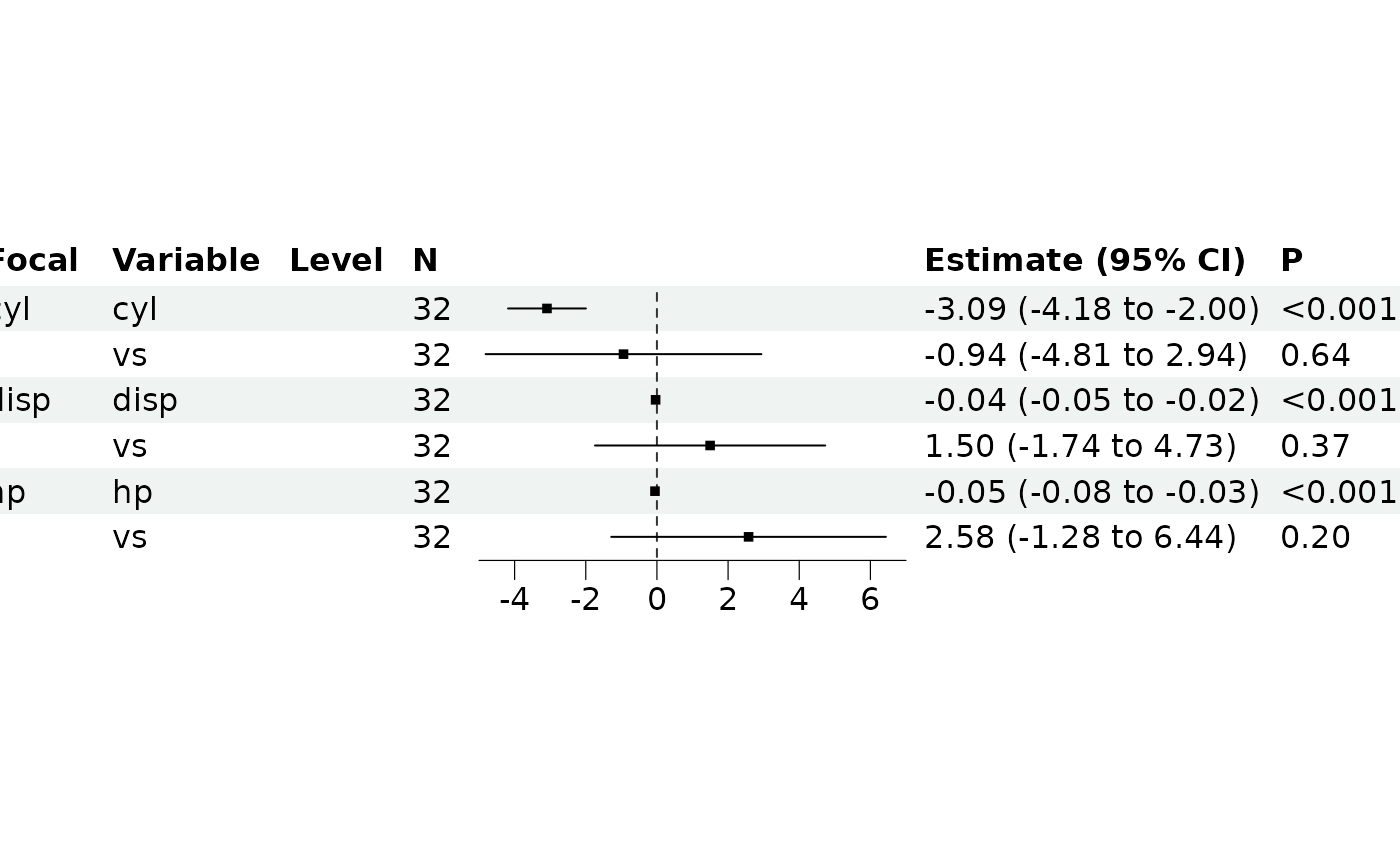 Focal Variable Level N Estimate (95% CI) P
cyl cyl 32 -3.09 (-4.18 to -2.00) <0.001
vs 32 -0.94 (-4.81 to 2.94) 0.64
disp disp 32 -0.04 (-0.05 to -0.02) <0.001
vs 32 1.50 (-1.74 to 4.73) 0.37
hp hp 32 -0.05 (-0.08 to -0.03) <0.001
vs 32 2.58 (-1.28 to 6.44) 0.20
-4 -2 0 2 4 6